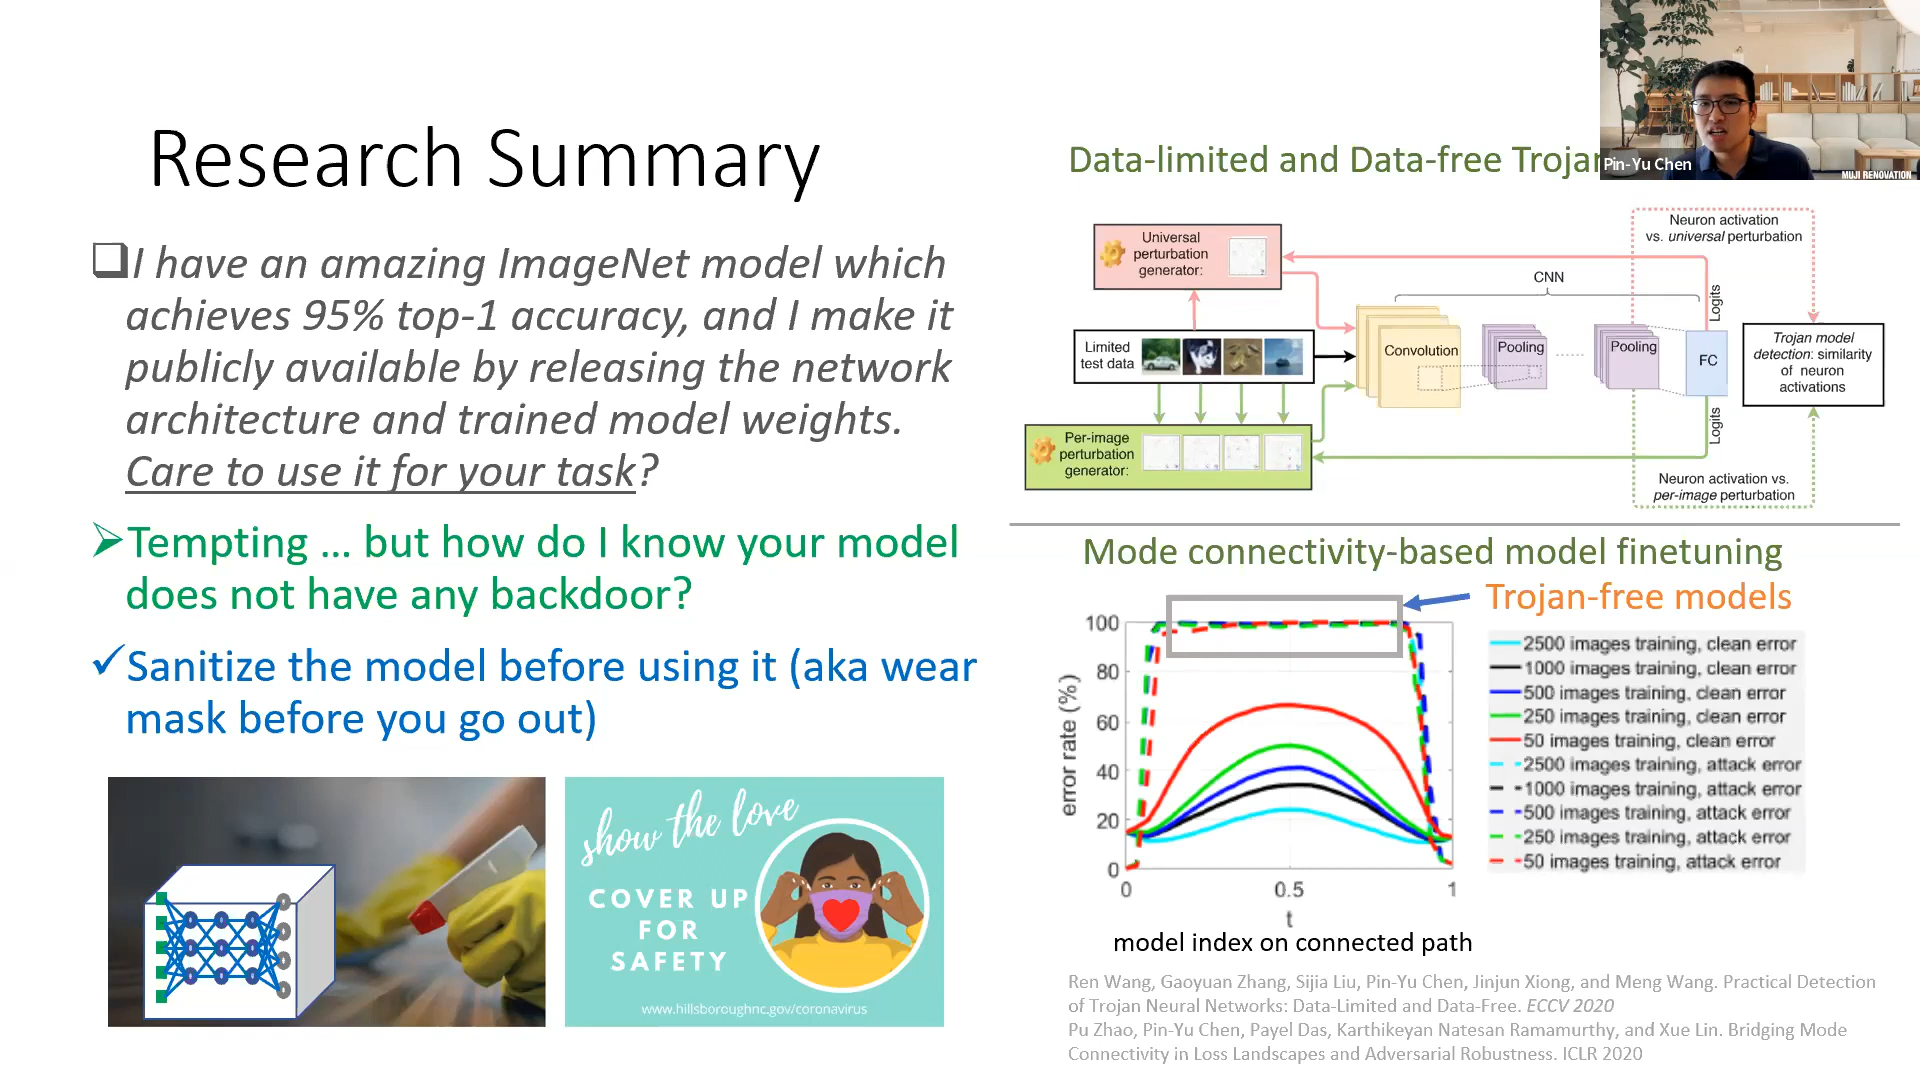 Research Summary
I have an amazing ImageNet model which
achieves 95% top-1 accuracy, and I make it
publicly available by releasing the network
architecture and trained model weights.
Care to use it for your task?
Tempting ... but how do I know your model
does not have any backdoor?
Sanitize the model before using it (aka wear
mask before you go out)
show the love
COVER UP
FOR
SAFETY
www.hillsboroughnc.gov/coronavirus
Data-limited and Data-free
Pin-Yu Chen
MUJI RENOVATION
Neuron activation
vs. universal perturbation
Universal
perturbation
generator:
CNN
Logits
Limited
test data
Convolution
Pooling
Pooling
FC
Trojan model
detection: similarity
of neuron
activations
Logits
Per-image
perturbation
generator:
Neuron activation vs.
per-image perturbation
Mode connectivity-based model finetuning
Trojan-free models
100
80
60
40
20
0
error rate (%)
0
0.5
1
t
model index on connected path
2500 images training, clean error
1000 images training, clean error
500 images training, clean error
250 images training, clean error
50 images training, clean error
2500 images training, attack error
1000 images training, attack error
500 images training, attack error
250 images training, attack error
50 images training, attack error
Ren Wang, Gaoyuan Zhang, Sijia Liu, Pin-Yu Chen, Jinjun Xiong, and Meng Wang. Practical Detection
of Trojan Neural Networks: Data-Limited and Data-Free. ECCV 2020
Pu Zhao, Pin-Yu Chen, Payel Das, Karthikeyan Natesan Ramamurthy, and Xue Lin. Bridging Mode
Connectivity in Loss Landscapes and Adversarial Robustness. ICLR 2020